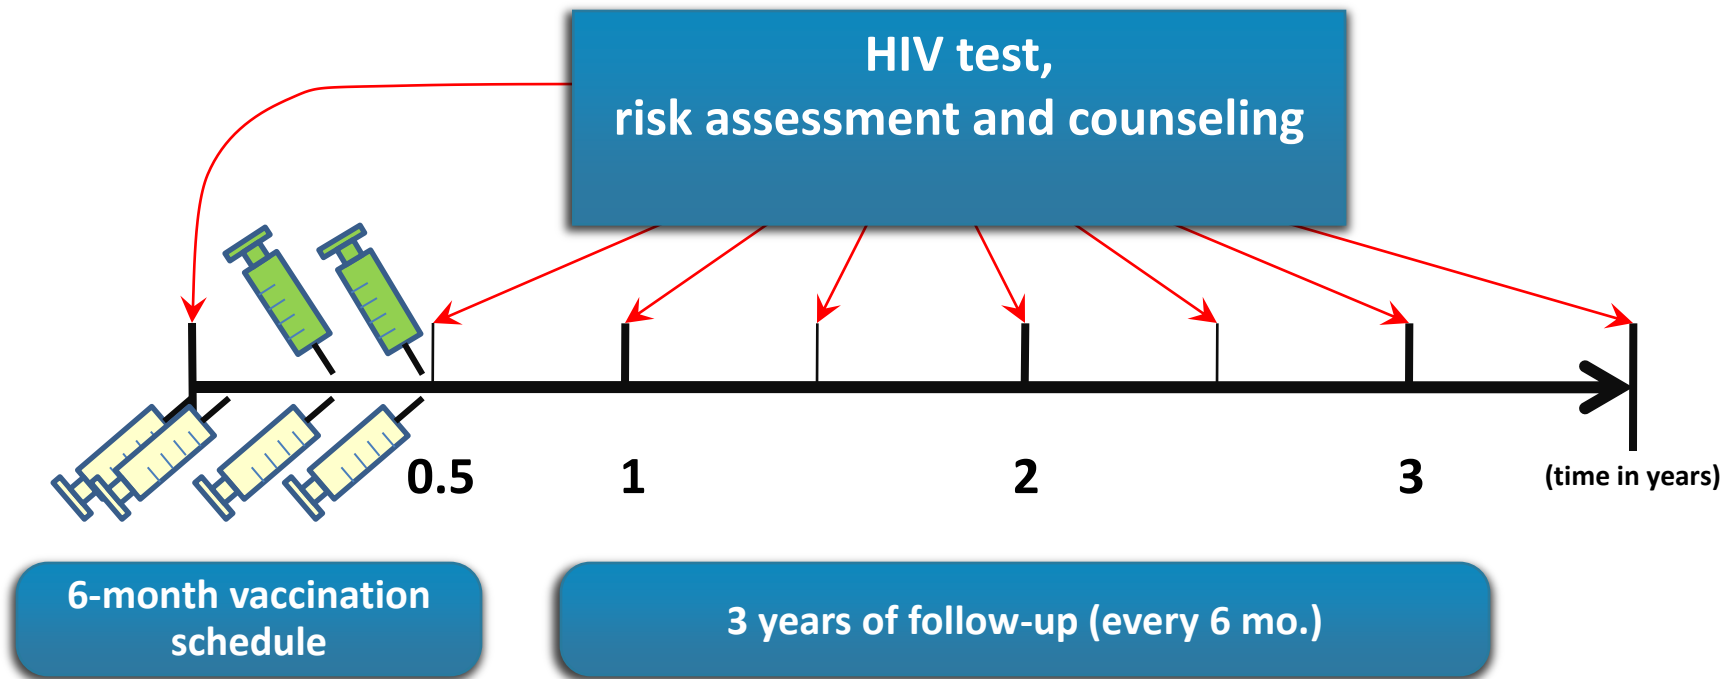 HIV test,
risk assessment and counseling
0.5
1
2
3
(time in years)
6-month vaccination
schedule
3 years of follow-up (every 6 mo.)